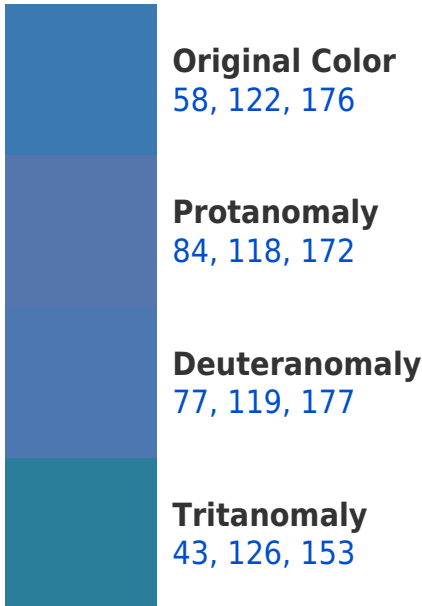 Original Color
58, 122, 176
Protanomaly
84, 118, 172
Deuteranomaly
77, 119, 177
Tritanomaly
43, 126, 153